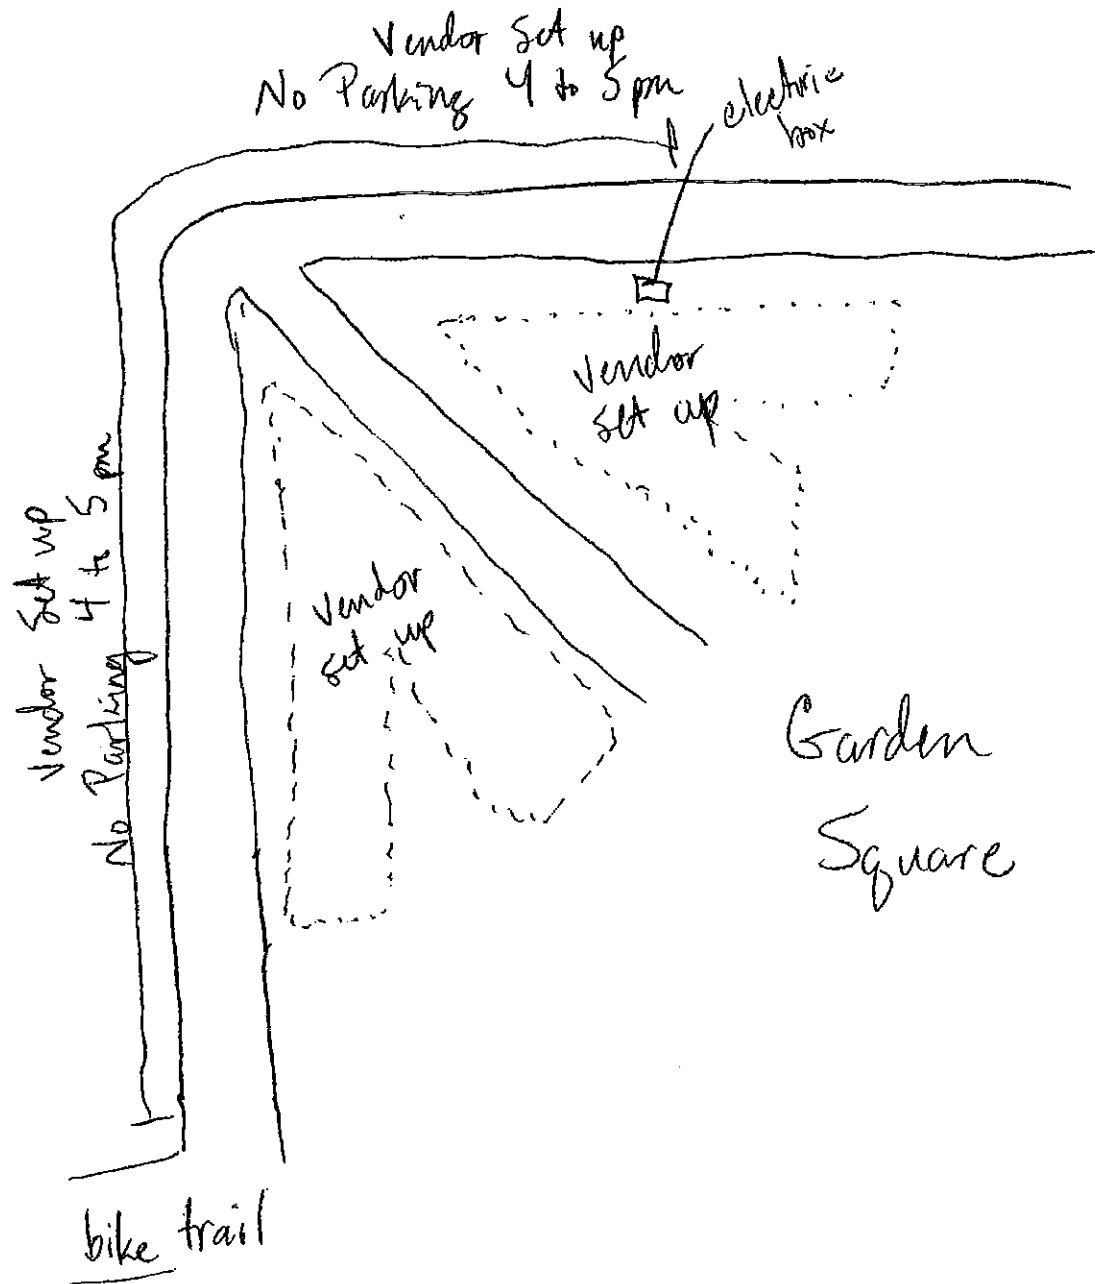 Vendor Set up
No Parking 4 to 5 pm
electric
box
Vendor
set up
Vendor Set up
No Parking 4 to 5 pm
Vendor
set up
Garden
Square
bike trail